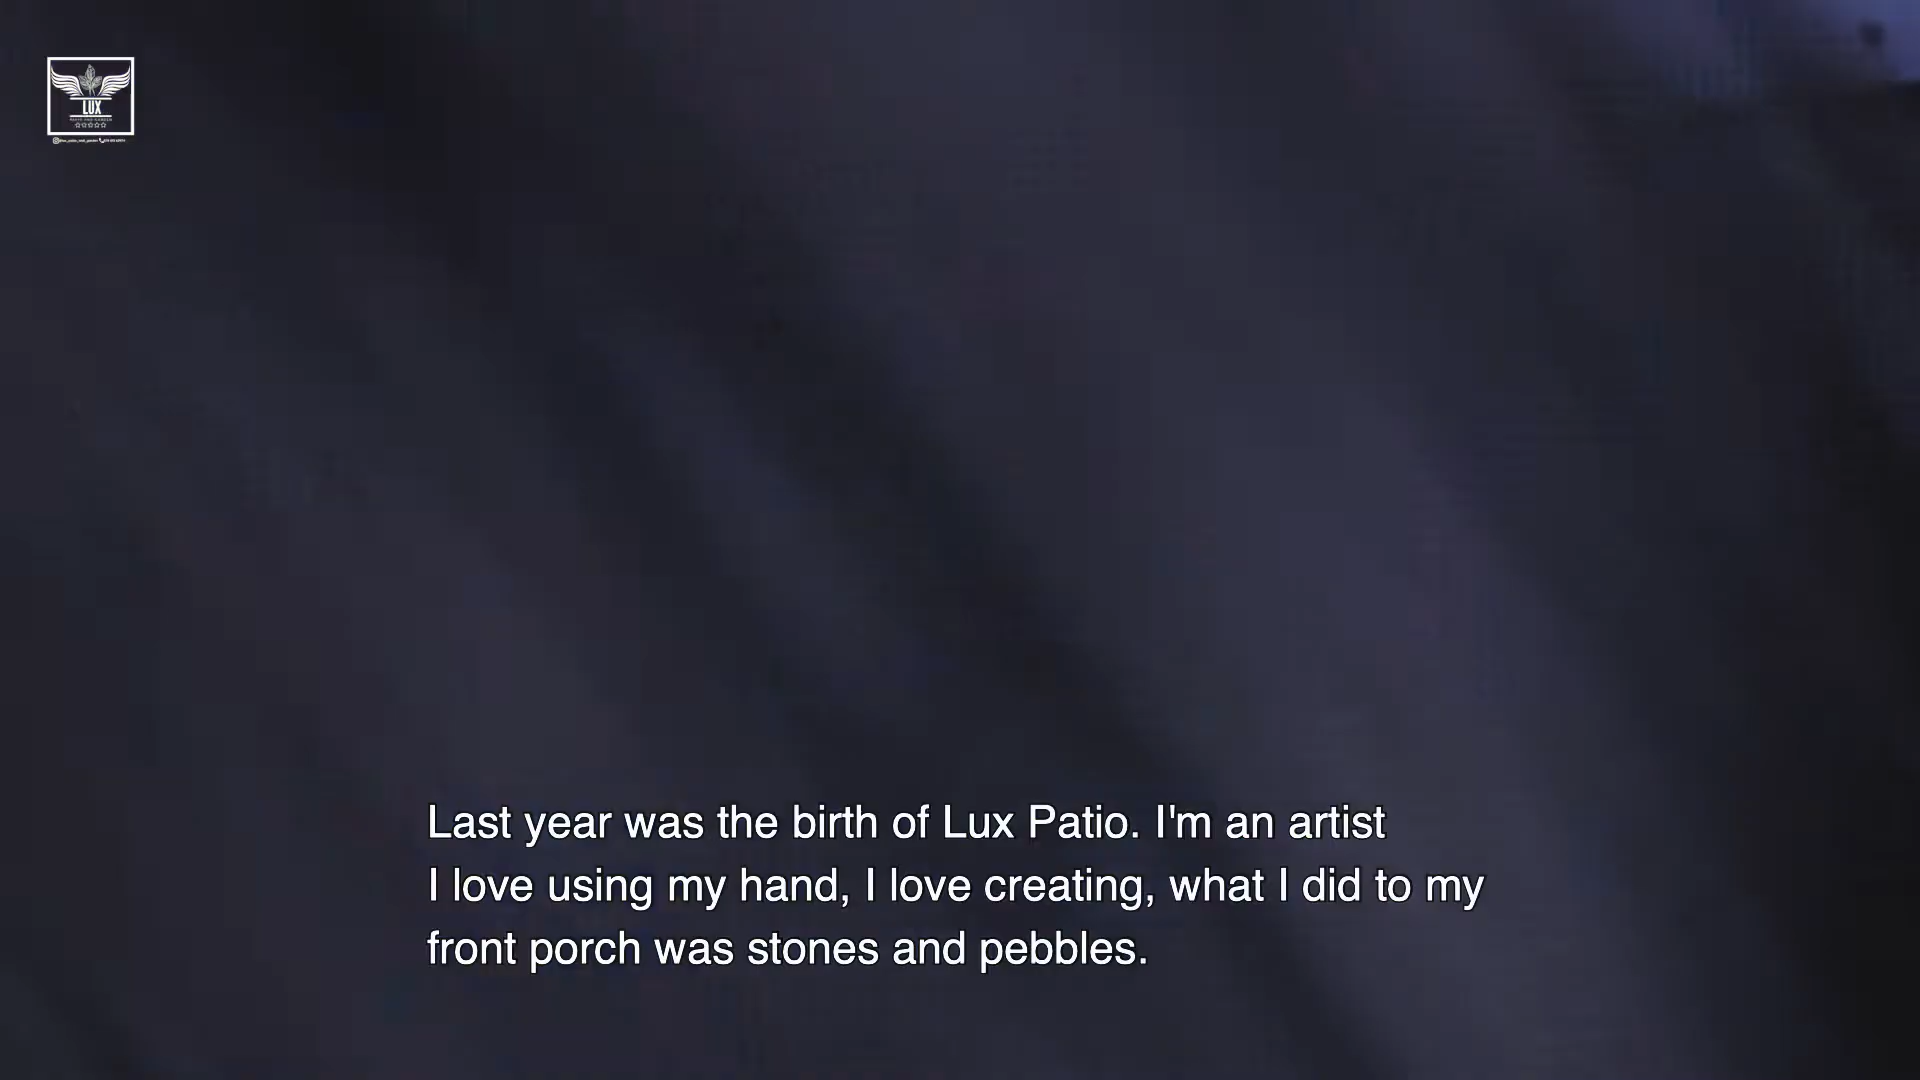 LUX
Last year was the birth of Lux Patio. I'm an artist
I love using my hand, I love creating, what I did to my
front porch was stones and pebbles.